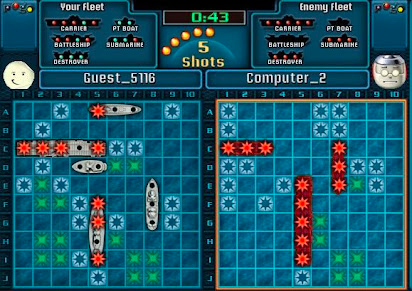 Your Fleet
Enemy Fleet
0:43
CARRIER
PT BOAT
BATTLESHIP
SUBMARINE
DESTROYER
5
Shots
CARRIER
PT BOAT
BATTLESHIP
SUBMARINE
DESTROYER
Guest_5116
Computer_2
1 2 3 4 5 6 7 8 9 10
1 2 3 4 5 6 7 8 9 10
A
B
C
D
E
F
G
H
I
J
A
B
C
D
E
F
G
H
I
J